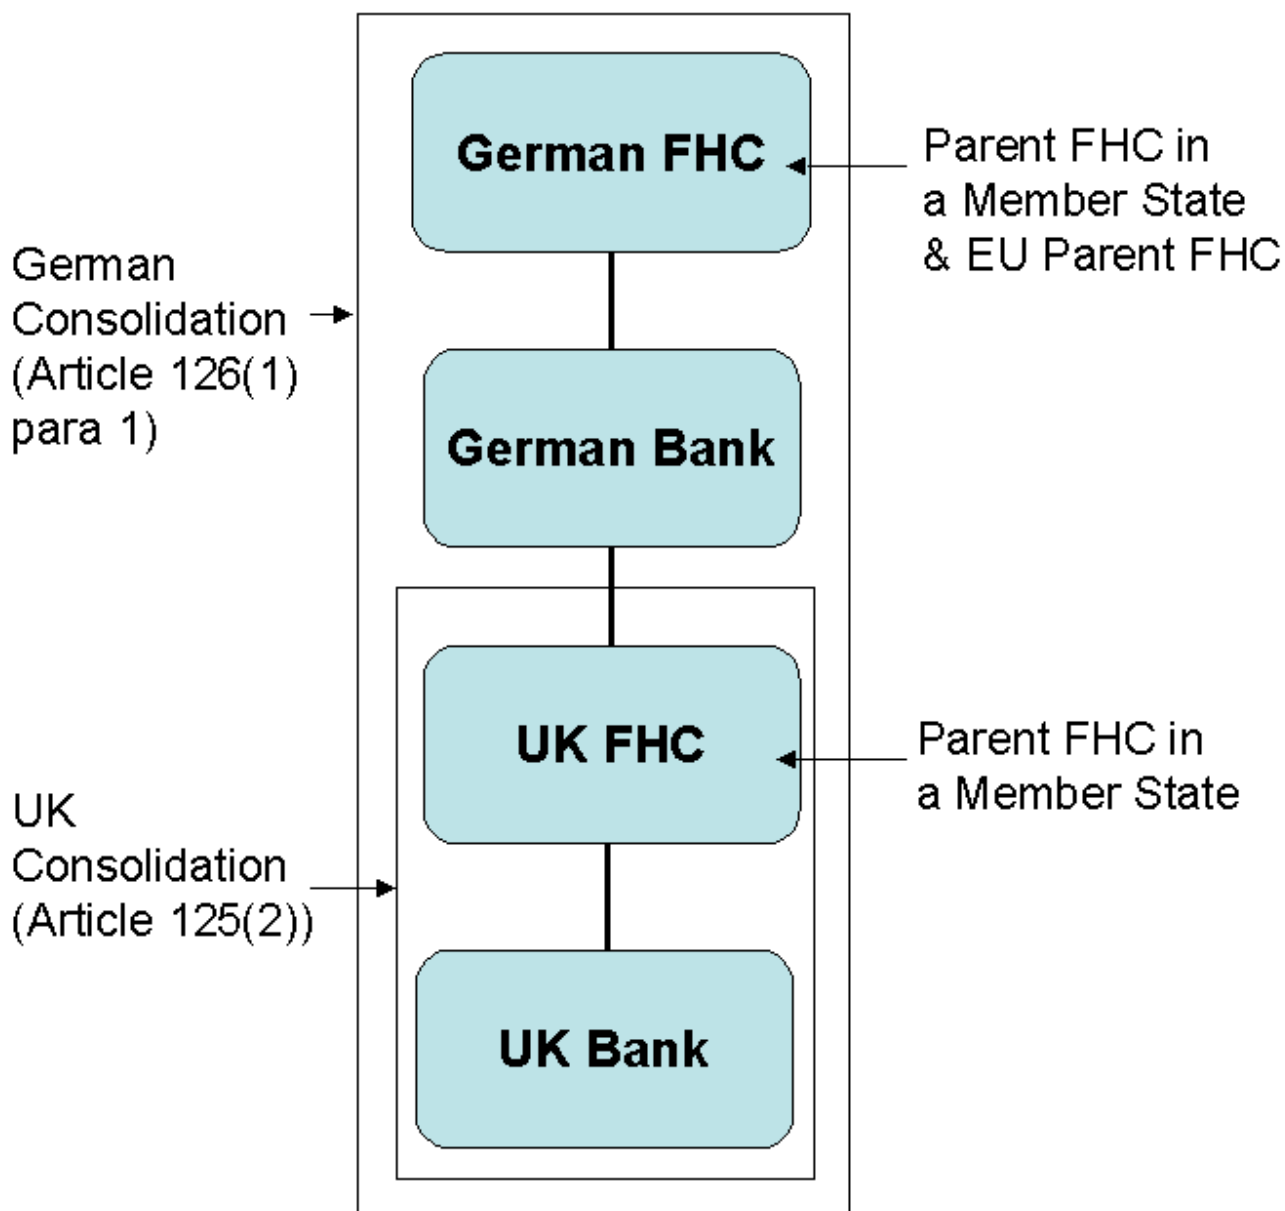 German FHC
Parent FHC in
a Member State
& EU Parent FHC
German
Consolidation
(Article 126(1)
para 1)
German Bank
UK FHC
Parent FHC in
a Member State
UK
Consolidation
(Article 125(2))
UK Bank